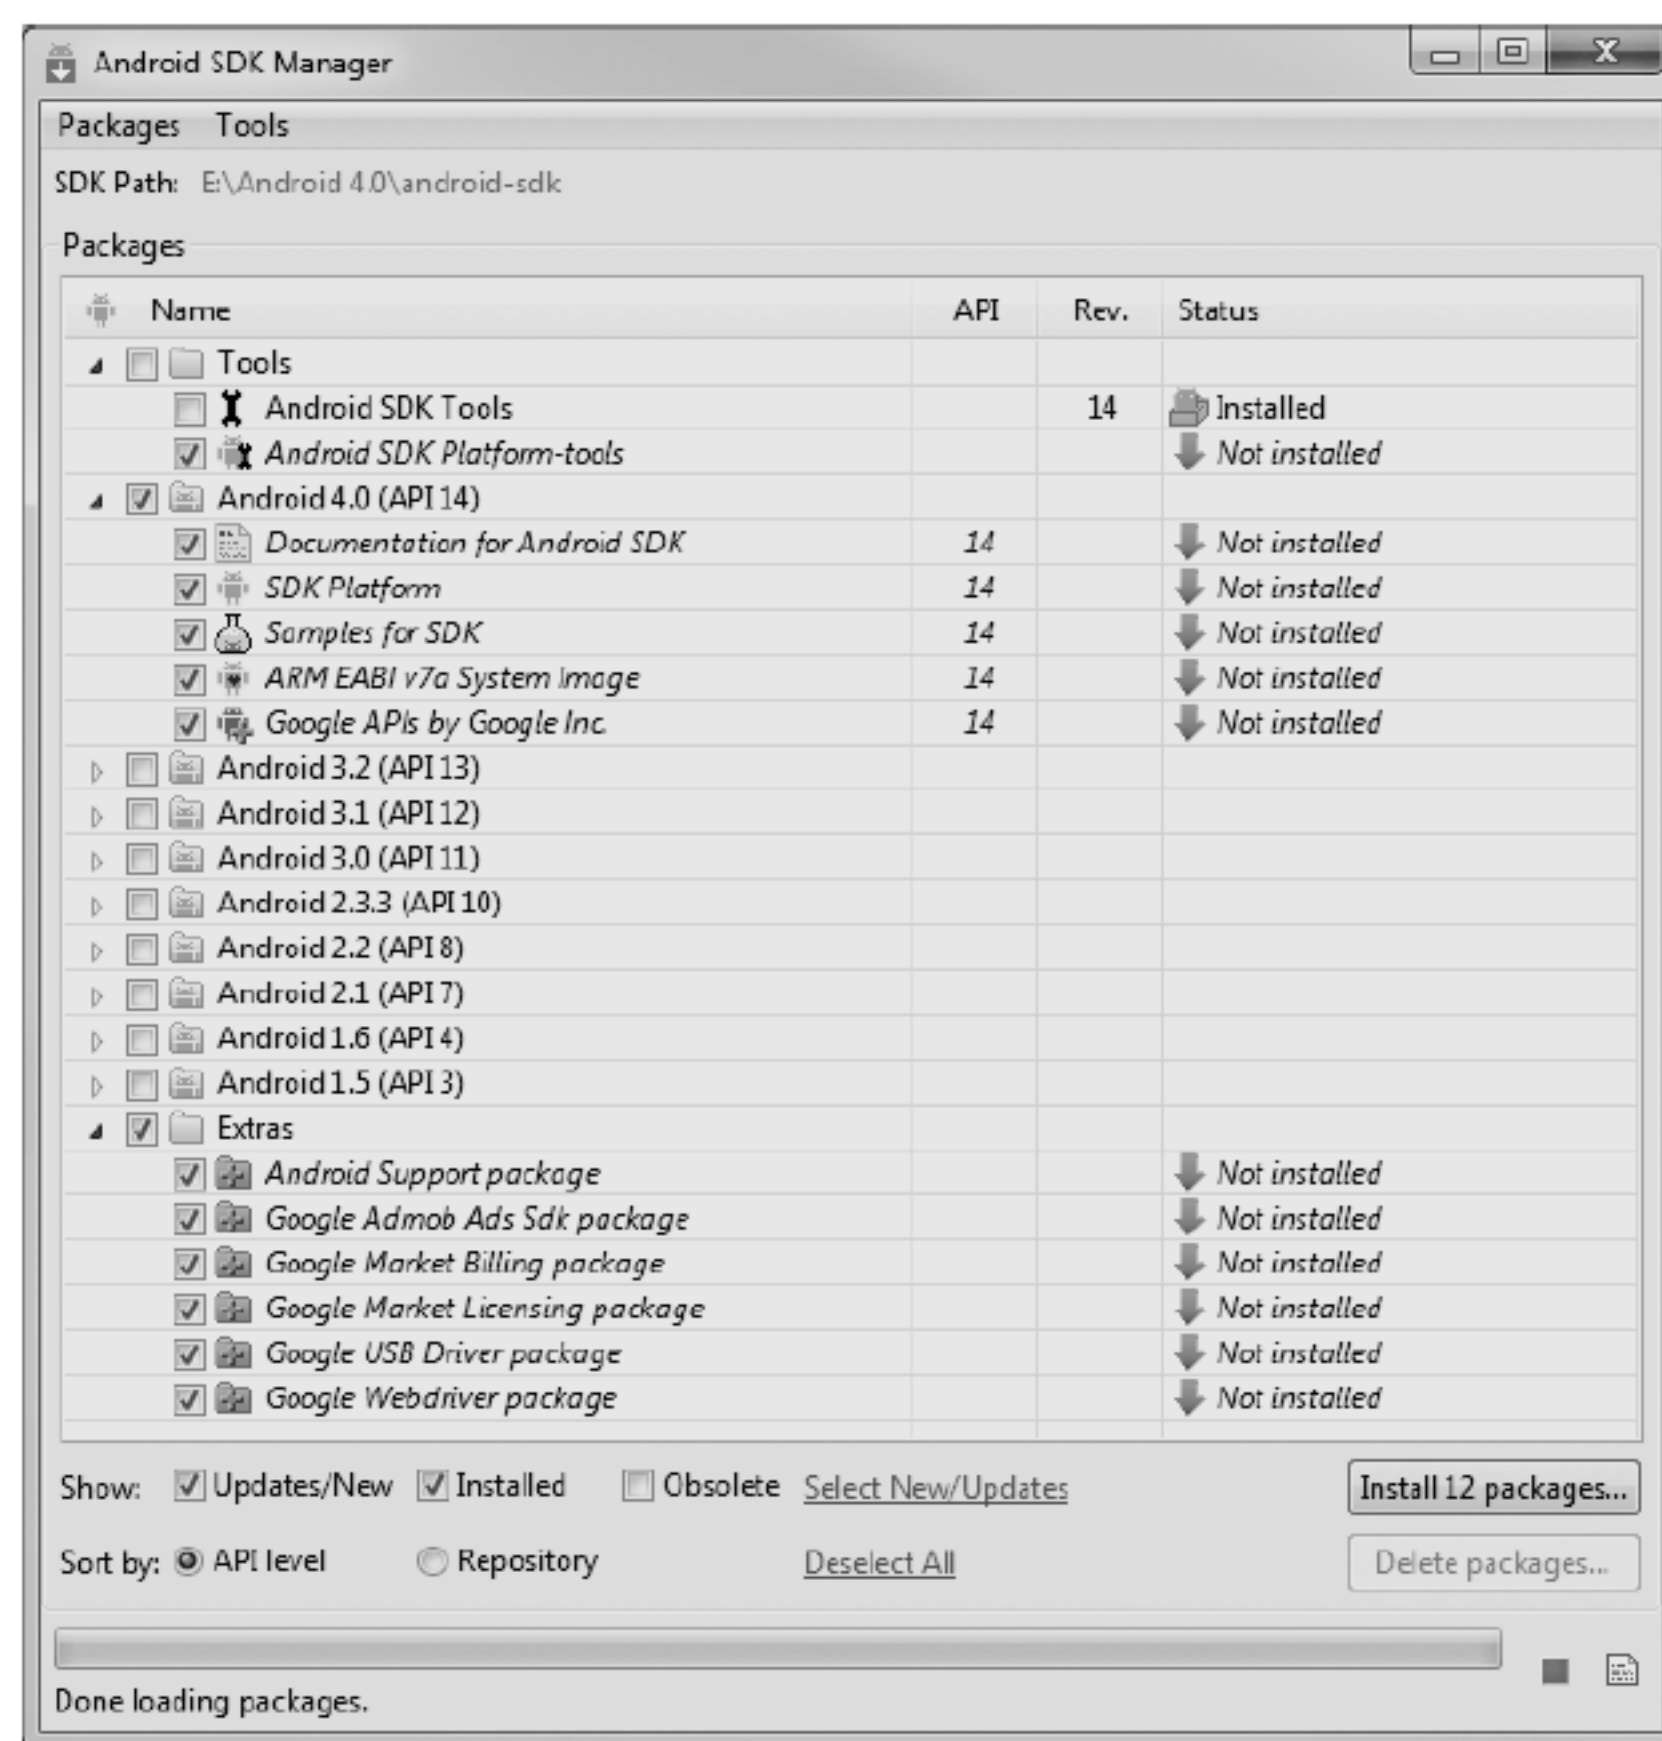 Android SDK Manager
Packages Tools
SDK Path: E:\Android 4.0\android-sdk
Packages
Name API Rev. Status
Tools
Android SDK Tools 14 Installed
Android SDK Platform-tools Not installed
Android 4.0 (API 14)
Documentation for Android SDK 14 Not installed
SDK Platform 14 Not installed
Samples for SDK 14 Not installed
ARM EABI v7a System Image 14 Not installed
Google APIs by Google Inc. 14 Not installed
Android 3.2 (API 13)
Android 3.1 (API 12)
Android 3.0 (API 11)
Android 2.3.3 (API 10)
Android 2.2 (API 8)
Android 2.1 (API 7)
Android 1.6 (API 4)
Android 1.5 (API 3)
Extras
Android Support package Not installed
Google Admob Ads Sdk package Not installed
Google Market Billing package Not installed
Google Market Licensing package Not installed
Google USB Driver package Not installed
Google Webdriver package Not installed
Show: Updates/New Installed Obsolete Select New/Updates Install 12 packages...
Sort by: API level Repository Deselect All Delete packages...
Done loading packages.